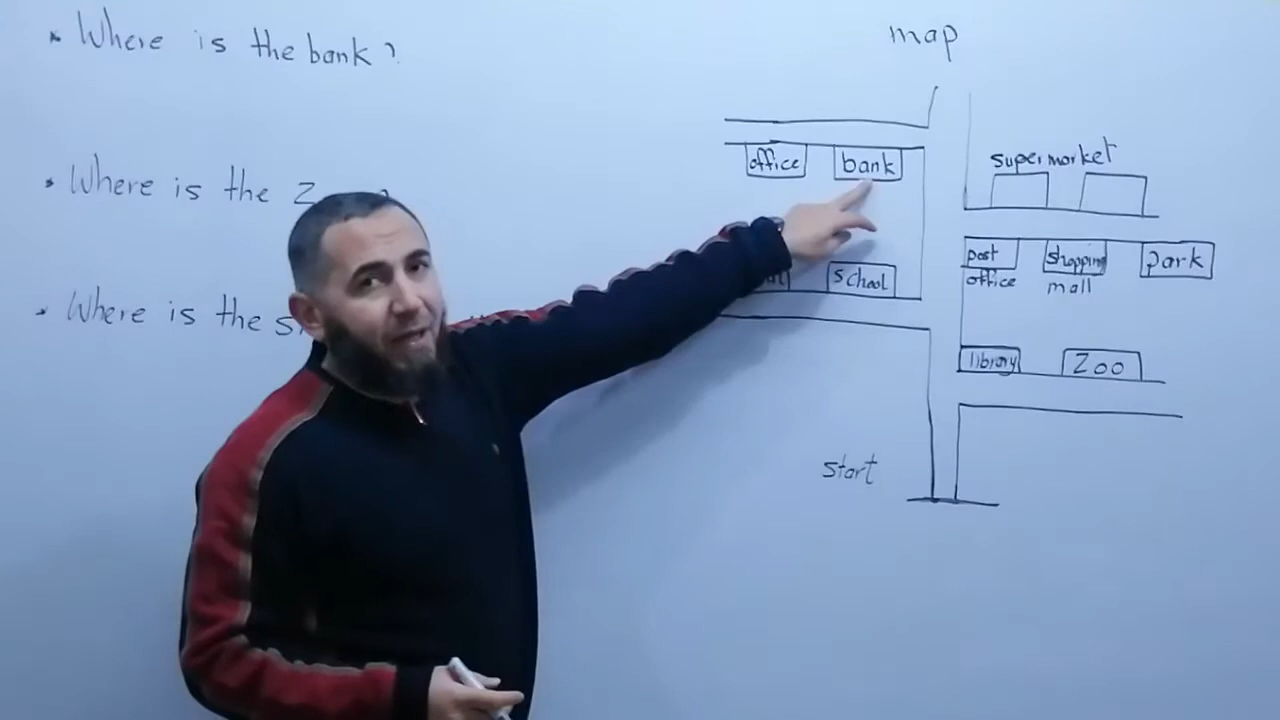 Where is the bank?
map
supermarket
office
bank
Where is the
post
office
shopping
mall
park
school
Where is the
library
Zoo
start